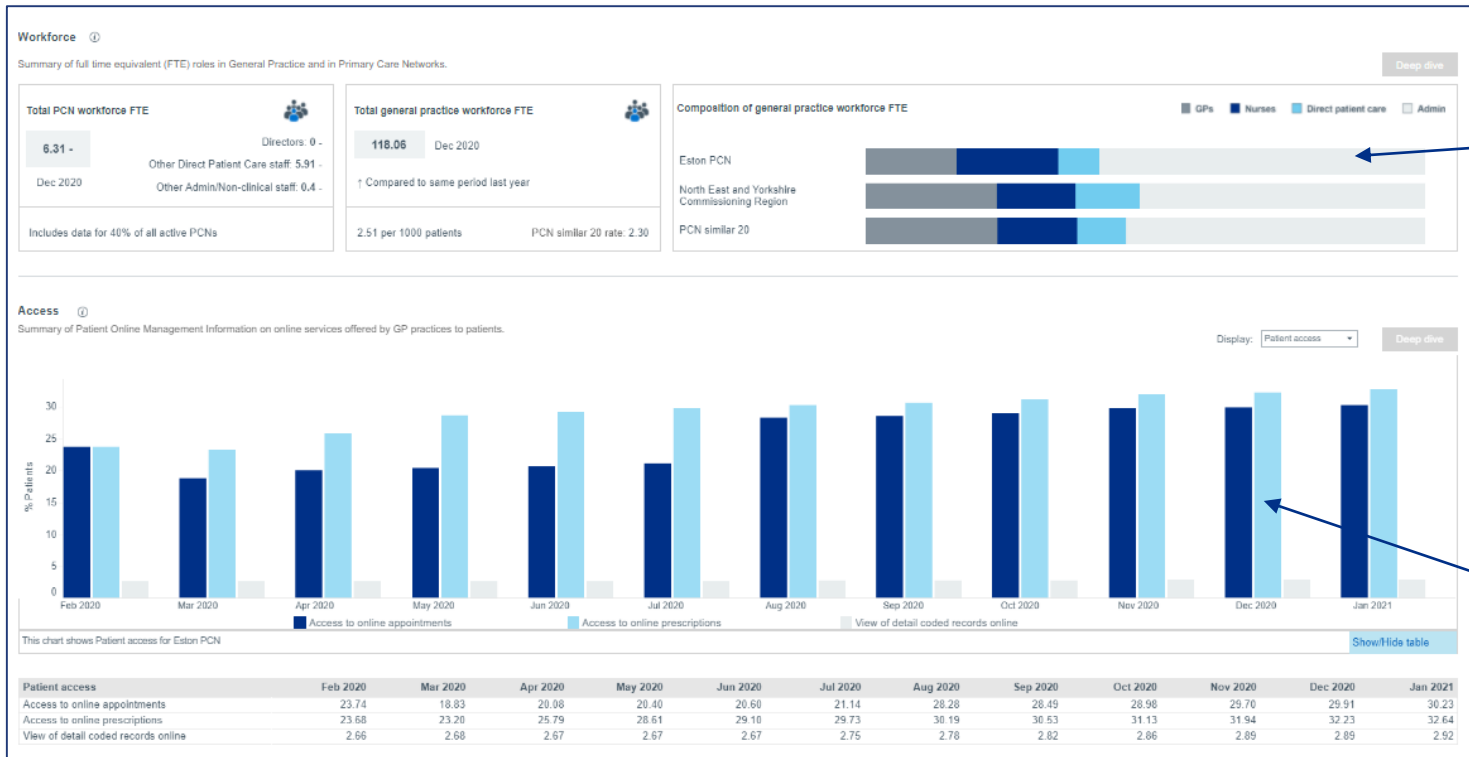 Workforce
Summary of full time equivalent (FTE) roles in General Practice and in Primary Care Networks.
Deep dive
Total PCN workforce FTE
6.31 -
Dec 2020
Directors: 0 -
Other Direct Patient Care staff: 5.91 -
Other Admin/Non-clinical staff: 0.4 -
Includes data for 40% of all active PCNs
Total general practice workforce FTE
118.06 Dec 2020
↑ Compared to same period last year
2.51 per 1000 patients PCN similar 20 rate: 2.30
Composition of general practice workforce FTE
GPs Nurses Direct patient care Admin
Eston PCN
North East and Yorkshire
Commissioning Region
PCN similar 20
Access
Summary of Patient Online Management Information on online services offered by GP practices to patients.
Display: Patient access
Deep dive
% Patients
30
25
20
15
10
5
0
Feb 2020 Mar 2020 Apr 2020 May 2020 Jun 2020 Jul 2020 Aug 2020 Sep 2020 Oct 2020 Nov 2020 Dec 2020 Jan 2021
Access to online appointments Access to online prescriptions View of detail coded records online
This chart shows Patient access for Eston PCN
Show/Hide table
Patient access Feb 2020 Mar 2020 Apr 2020 May 2020 Jun 2020 Jul 2020 Aug 2020 Sep 2020 Oct 2020 Nov 2020 Dec 2020 Jan 2021
Access to online appointments 23.74 18.83 20.08 20.40 20.60 21.14 28.28 28.49 28.98 29.70 29.91 30.23
Access to online prescriptions 23.68 23.20 25.79 28.61 29.10 29.73 30.19 30.53 31.13 31.94 32.23 32.64
View of detail coded records online 2.66 2.68 2.67 2.67 2.67 2.75 2.78 2.82 2.86 2.89 2.89 2.92